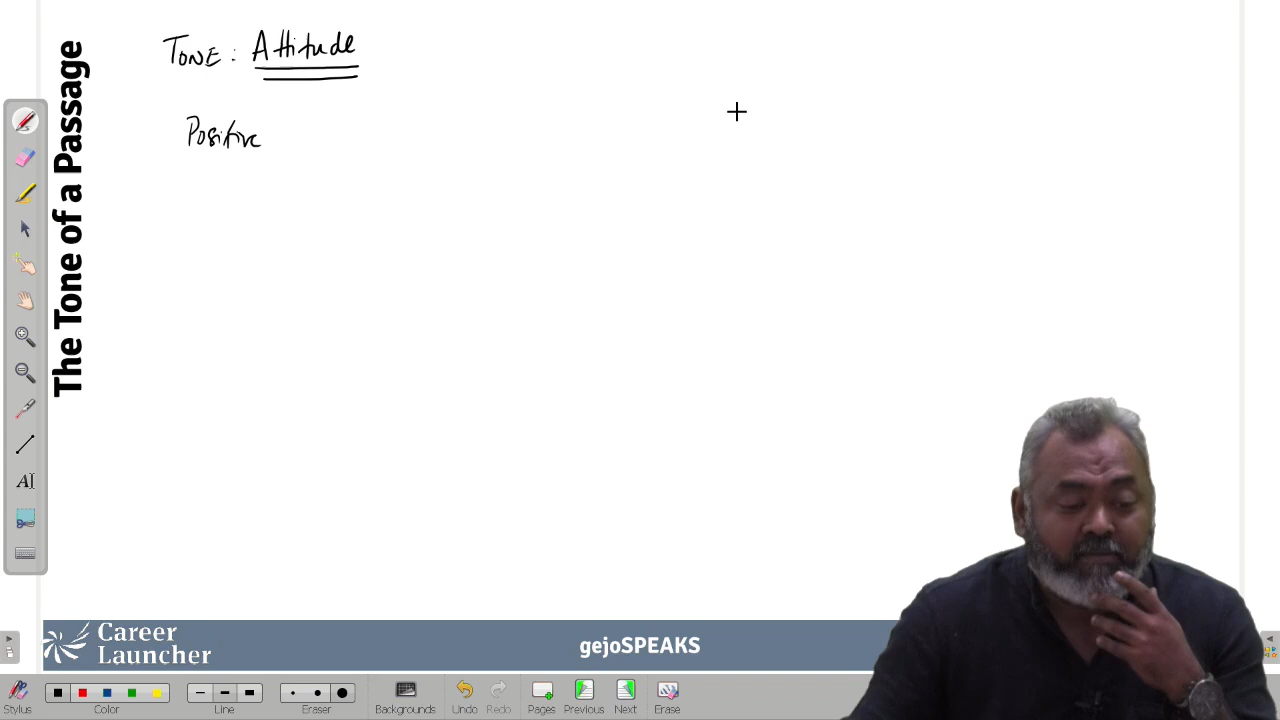 The Tone of a Passage
TONE: Attitude
Positive
AI
Career
Launcher
gejoSPEAKS
Stylus
Color
Line
Eraser
Backgrounds
Undo
Redo
Pages
Previous
Next
Erase